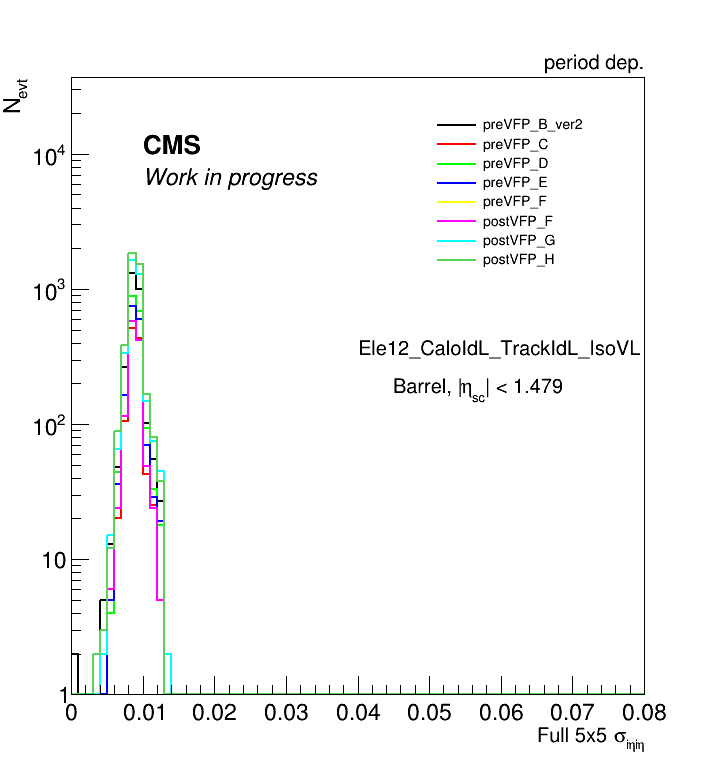 period dep.
N_evt
CMS
Work in progress
preVFP_B_ver2
preVFP_C
preVFP_D
preVFP_E
preVFP_F
postVFP_F
postVFP_G
postVFP_H
Ele12_CaloIdL_TrackIdL_IsoVL
Barrel, |η_sc| < 1.479
10^4
10^3
10^2
10
1
0 0.01 0.02 0.03 0.04 0.05 0.06 0.07 0.08
Full 5x5 σ_iηiη